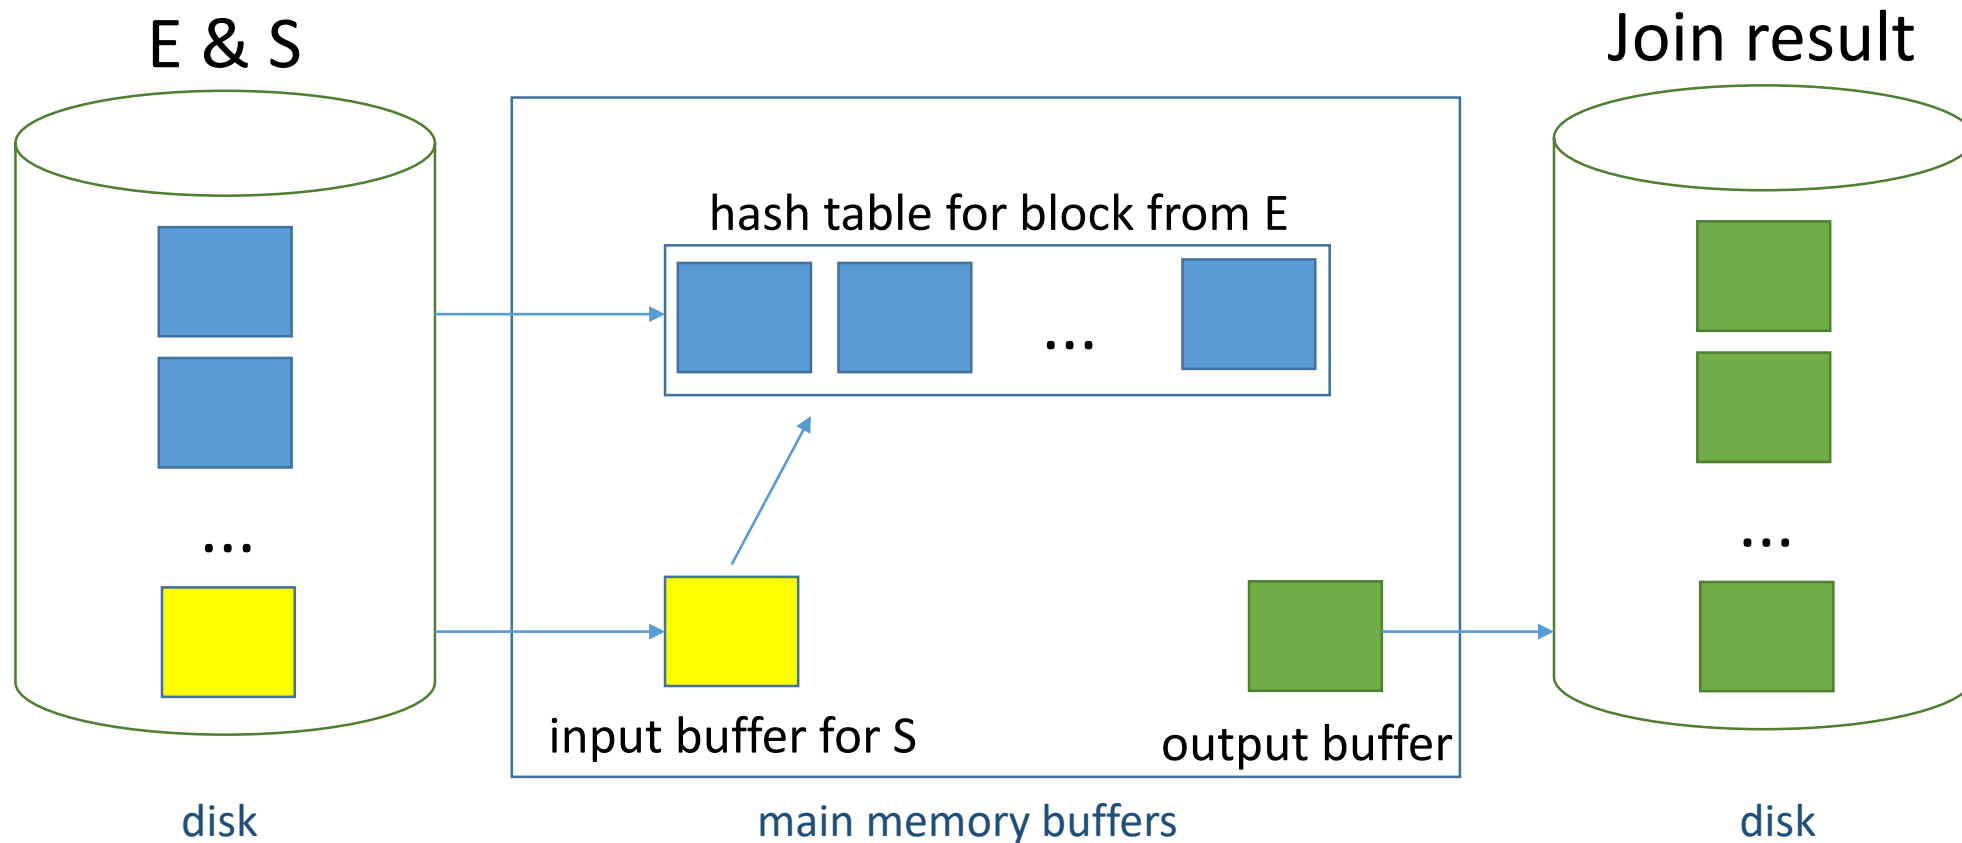 E & S
Join result
hash table for block from E
...
...
...
input buffer for S
output buffer
disk
main memory buffers
disk